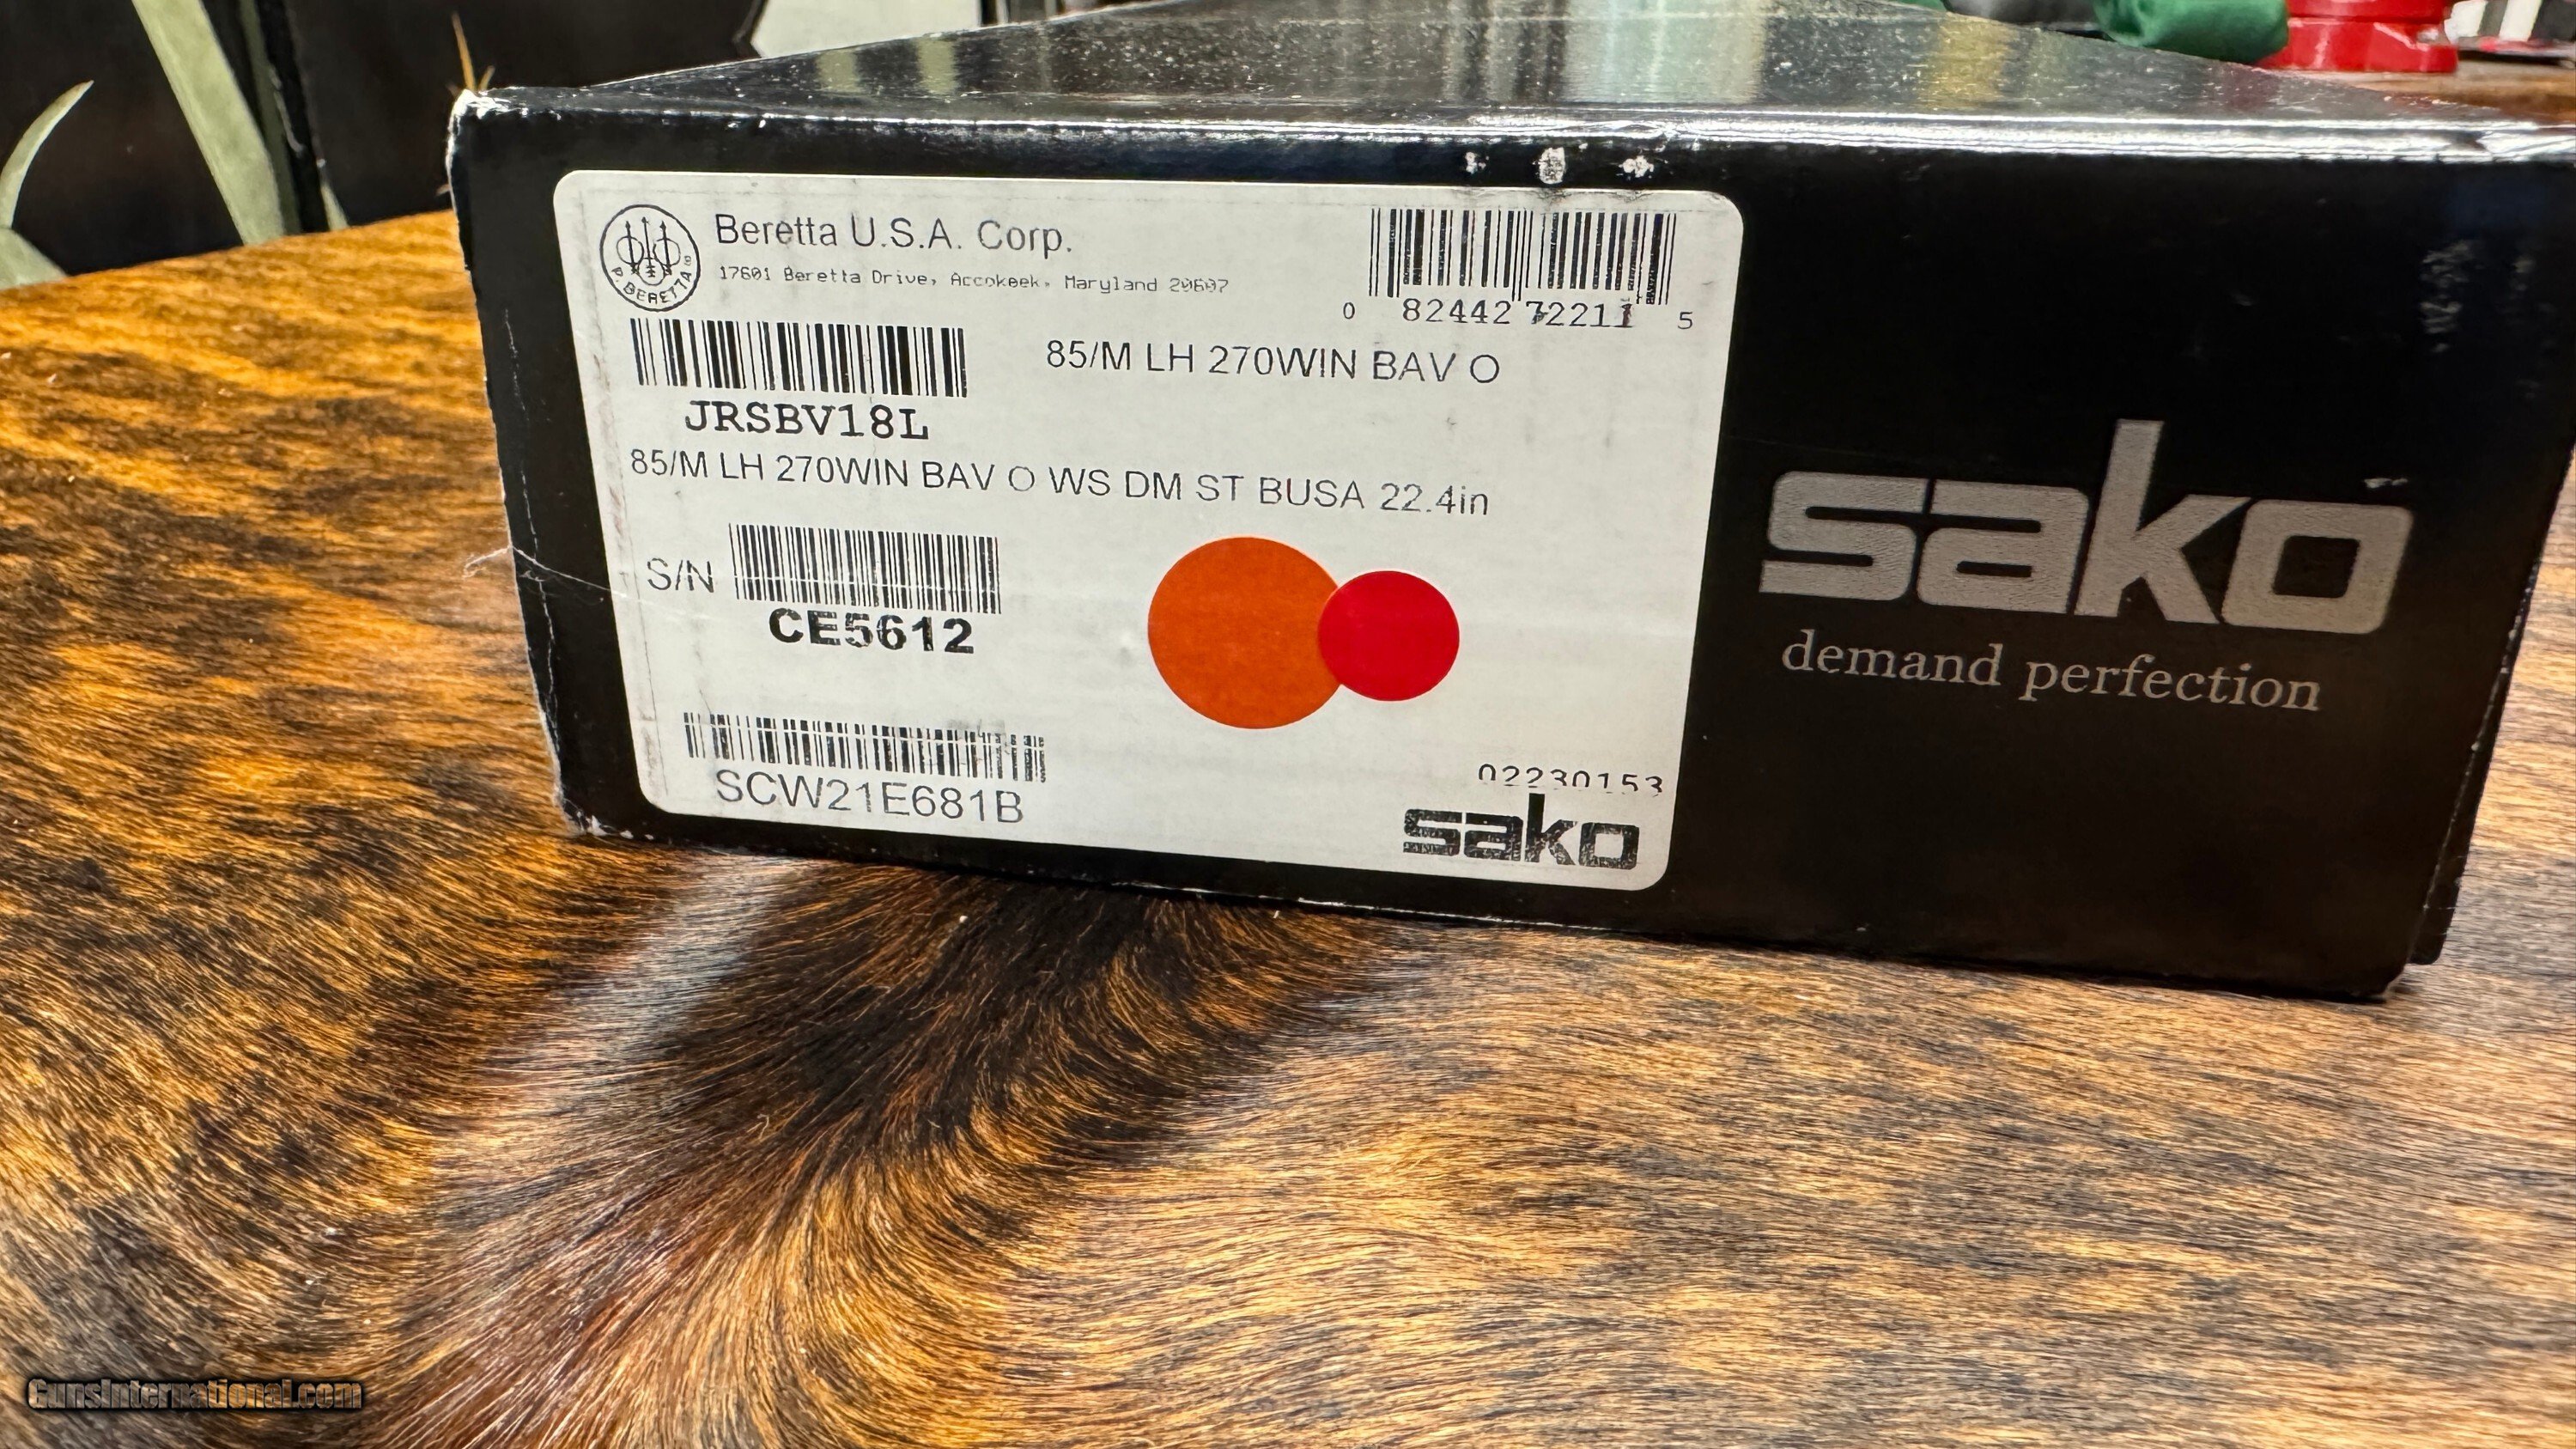 Beretta U.S.A. Corp.
17601 Beretta Drive, Accokeek, Maryland 20607
P. BERETTA
0 82442 72211 5
85/M LH 270WIN BAV O
JRSBV18L
85/M LH 270WIN BAV O WS DM ST BUSA 22.4in
S/N
CE5612
SCW21E681B
02230153
sako
sako
demand perfection
GunsInternational.com